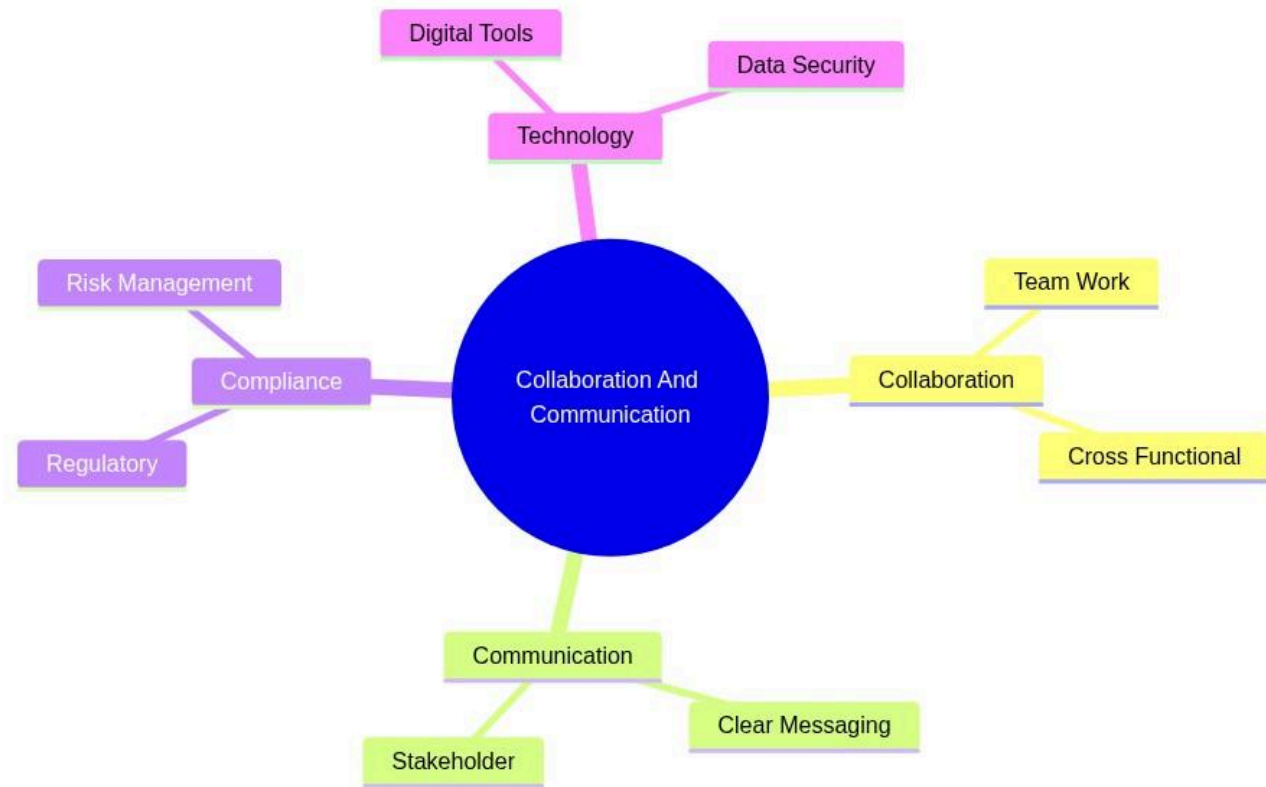 Digital Tools
Data Security
Technology
Risk Management
Team Work
Compliance
Collaboration And
Communication
Collaboration
Regulatory
Cross Functional
Communication
Clear Messaging
Stakeholder